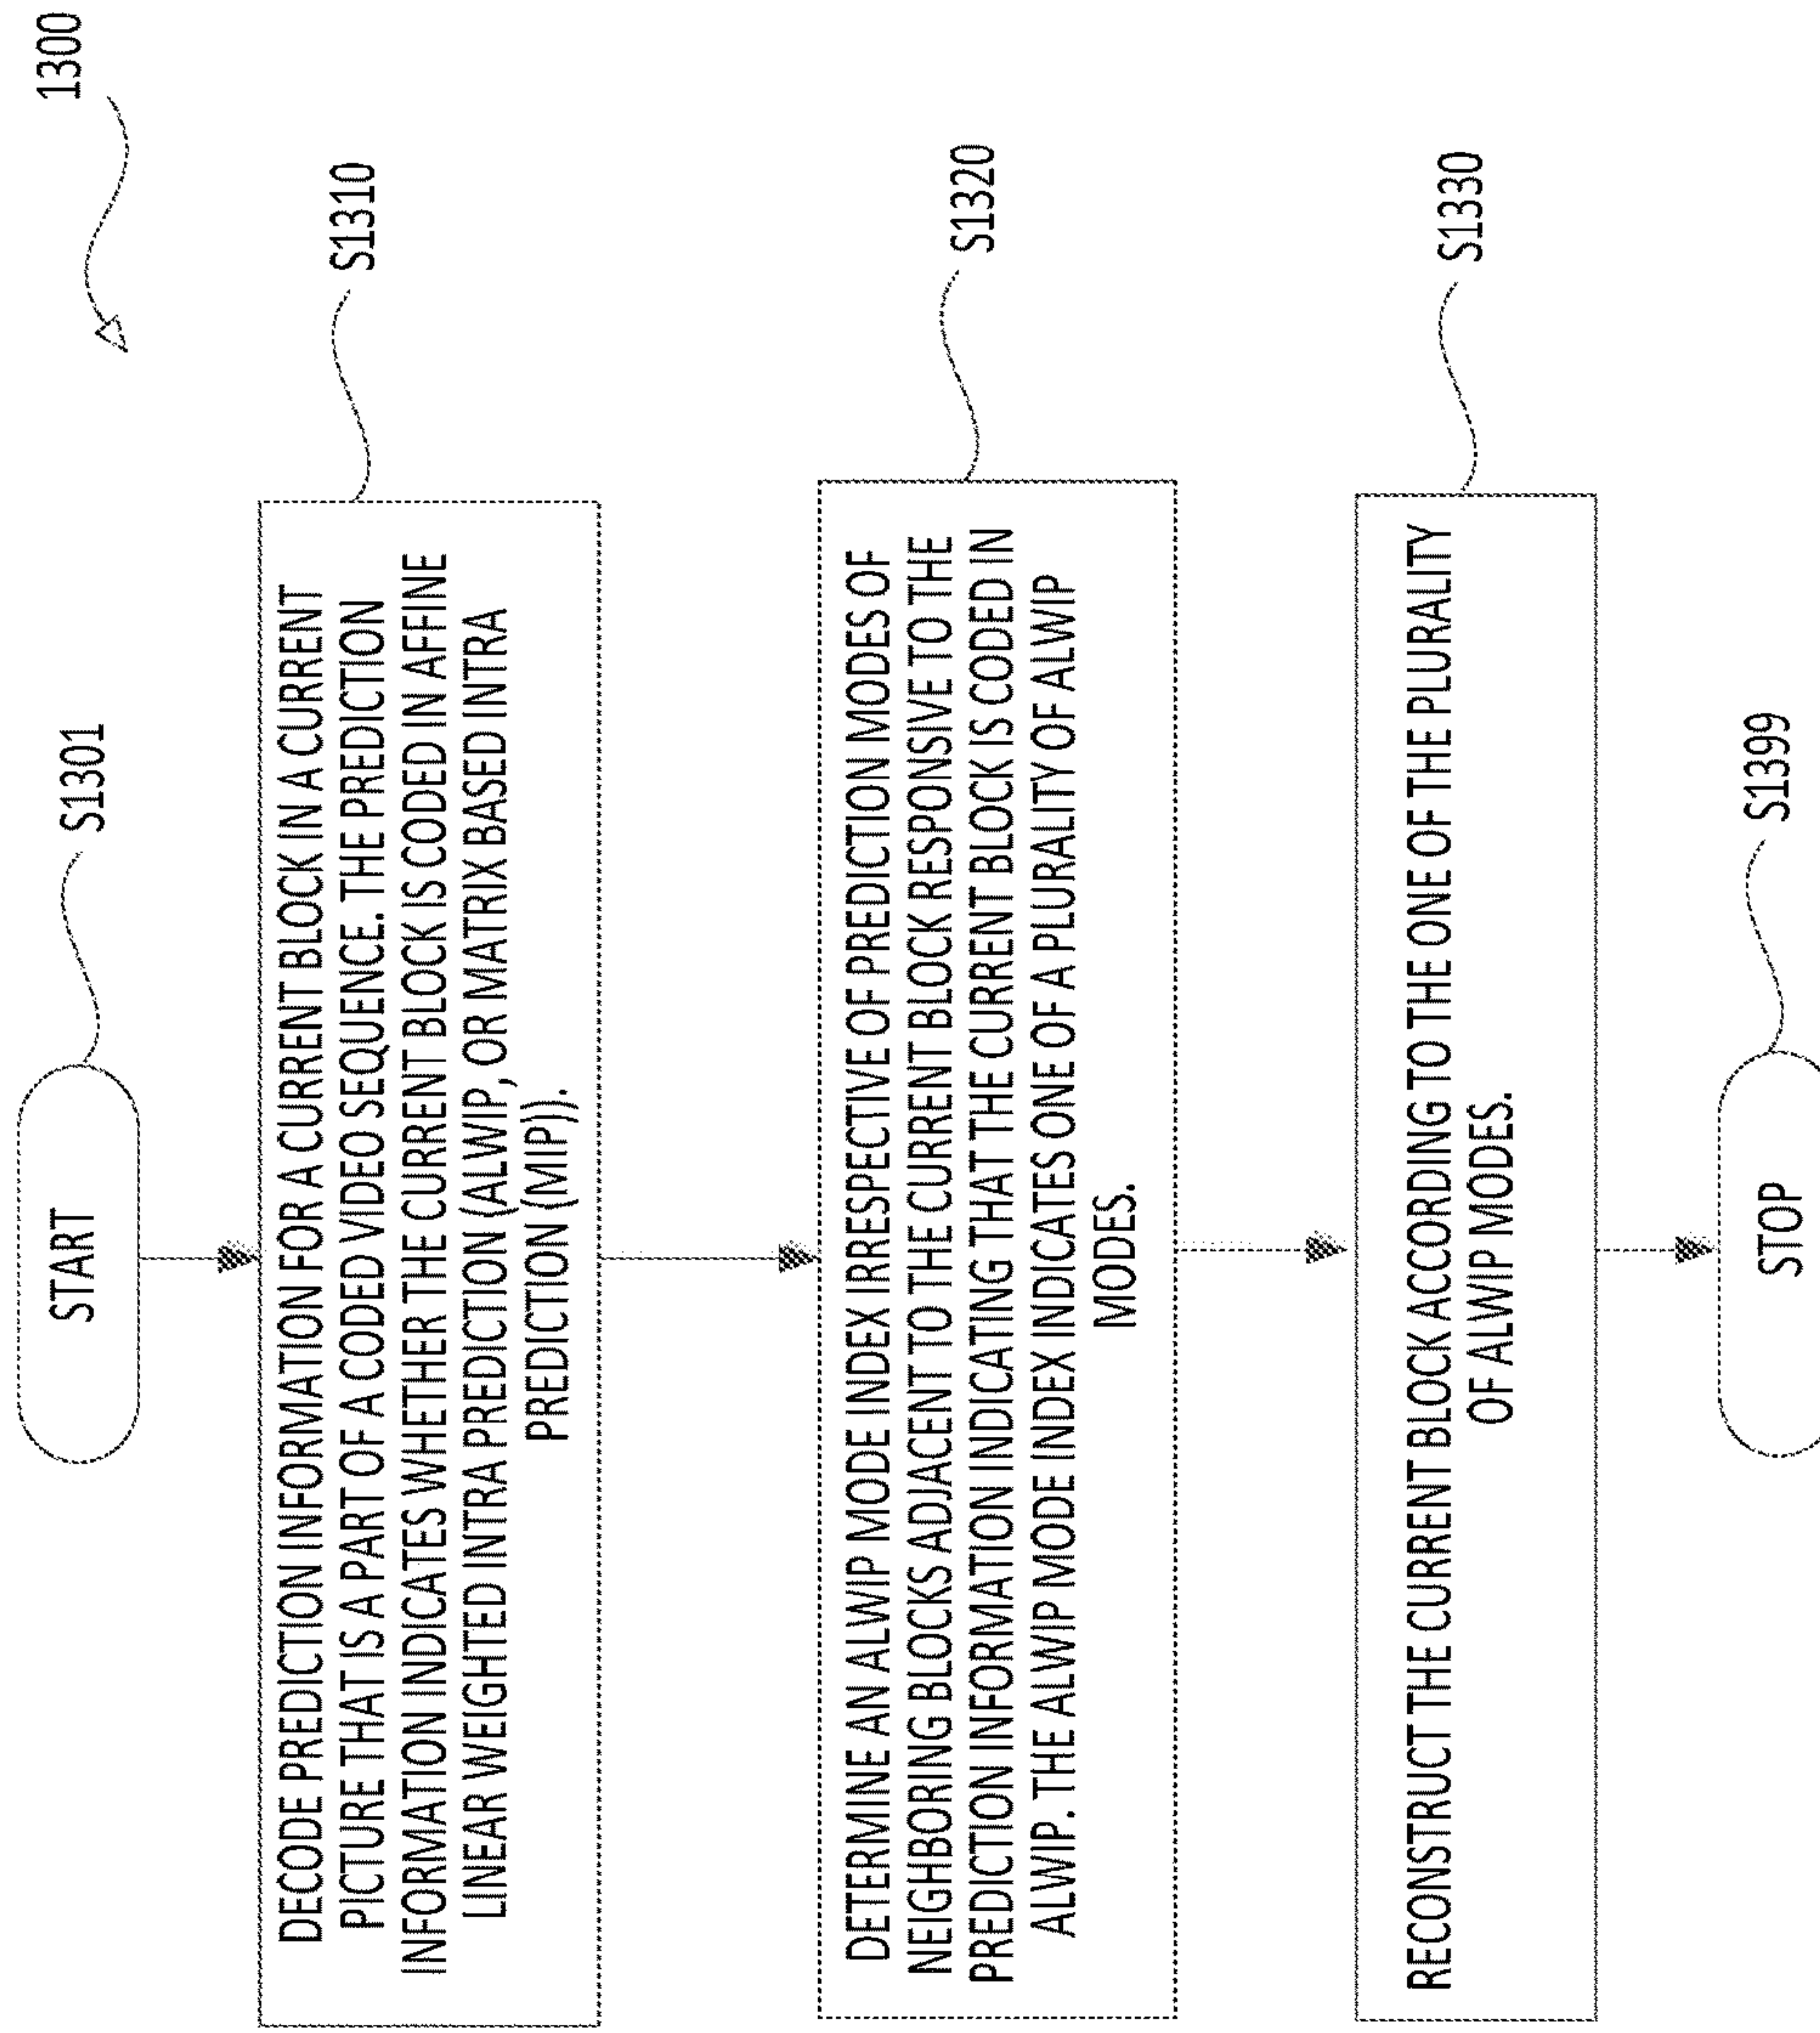 1300
START
S1301
DECODE PREDICTION INFORMATION FOR A CURRENT BLOCK IN A CURRENT
PICTURE THAT IS A PART OF A CODED VIDEO SEQUENCE. THE PREDICTION
INFORMATION INDICATES WHETHER THE CURRENT BLOCK IS CODED IN AFFINE
LINEAR WEIGHTED INTRA PREDICTION (ALWIP, OR MATRIX BASED INTRA
PREDICTION (MIP)).
S1310
DETERMINE AN ALWIP MODE INDEX IRRESPECTIVE OF PREDICTION MODES OF
NEIGHBORING BLOCKS ADJACENT TO THE CURRENT BLOCK RESPONSIVE TO THE
PREDICTION INFORMATION INDICATING THAT THE CURRENT BLOCK IS CODED IN
ALWIP. THE ALWIP MODE INDEX INDICATES ONE OF A PLURALITY OF ALWIP
MODES.
S1320
RECONSTRUCT THE CURRENT BLOCK ACCORDING TO THE ONE OF THE PLURALITY
OF ALWIP MODES.
S1330
STOP
S1399